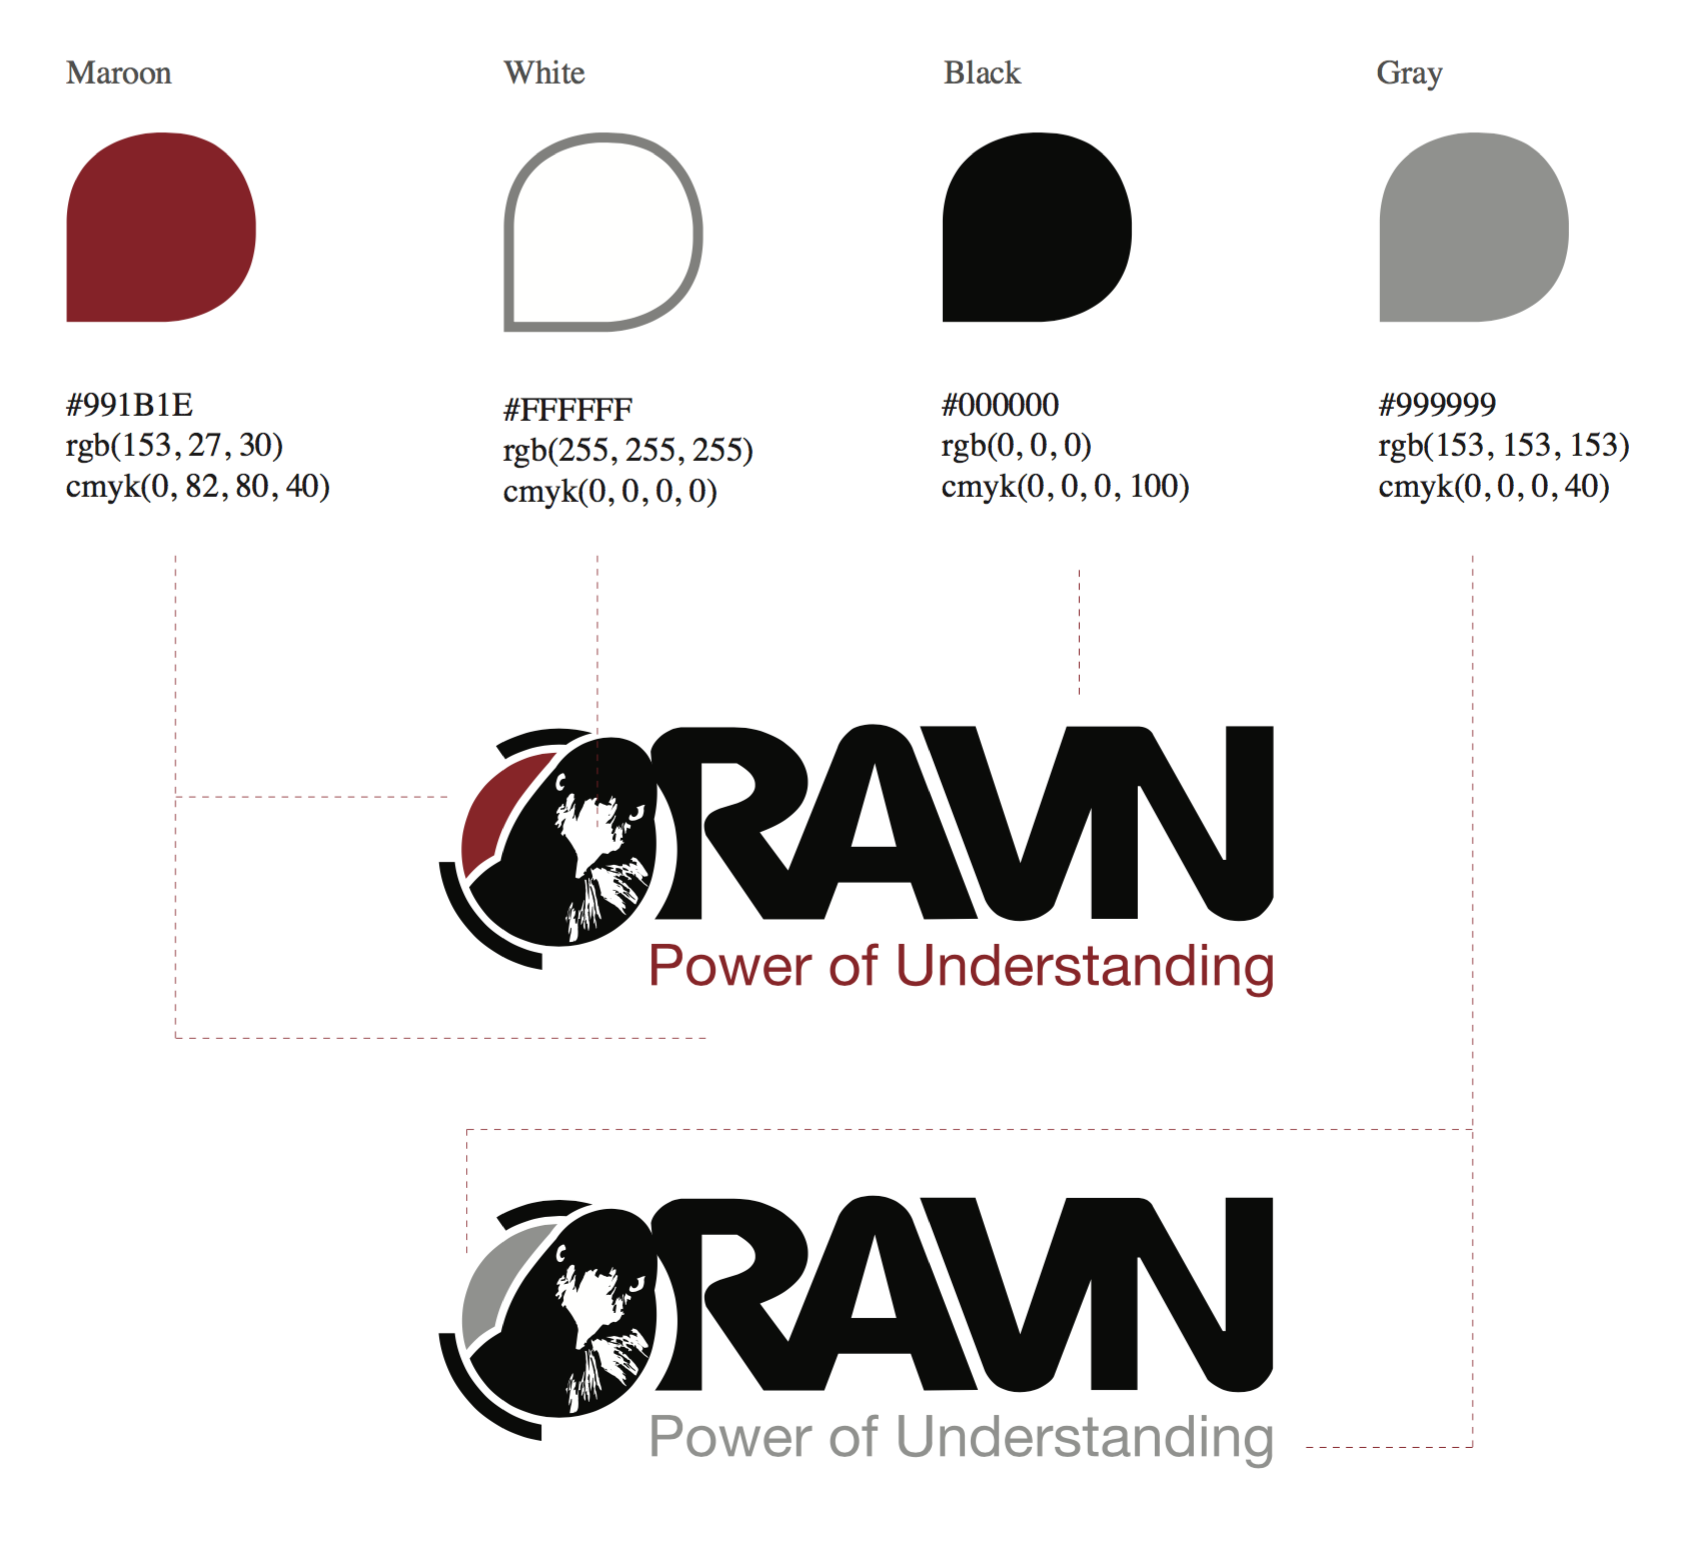 Maroon
White
Black
Gray
#991B1E
rgb(153, 27, 30)
cmyk(0, 82, 80, 40)
#FFFFFF
rgb(255, 255, 255)
cmyk(0, 0, 0, 0)
#000000
rgb(0, 0, 0)
cmyk(0, 0, 0, 100)
#999999
rgb(153, 153, 153)
cmyk(0, 0, 0, 40)
RAVN
Power of Understanding
RAVN
Power of Understanding